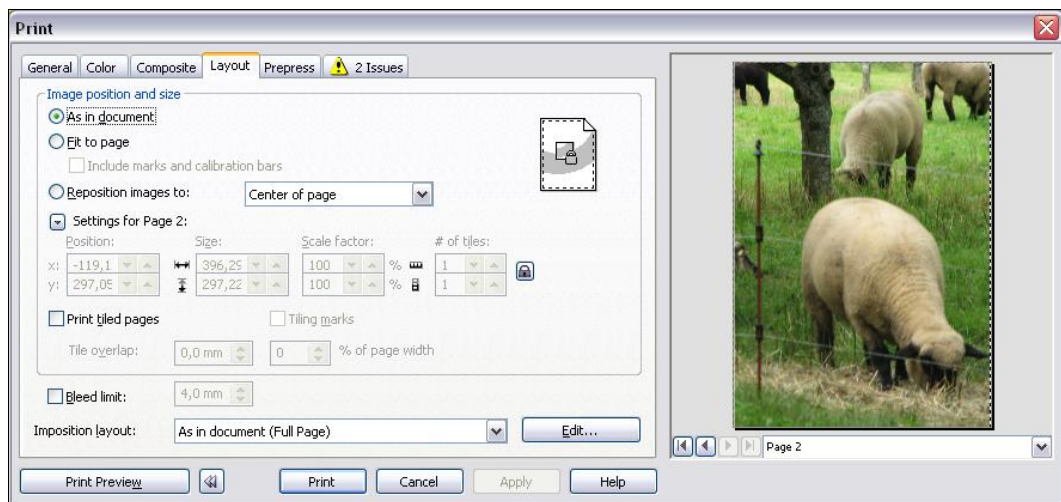 Print
General Color Composite Layout Prepress 2 Issues
Image position and size
As in document
Fit to page
Include marks and calibration bars
Reposition images to: Center of page
Settings for Page 2:
Position: Size: Scale factor: # of tiles:
x: -119,1 396,29 100 % 1
y: 297,05 297,22 100 % 1
Print tiled pages Tiling marks
Tile overlap: 0,0 mm 0 % of page width
Bleed limit: 4,0 mm
Imposition layout: As in document (Full Page) Edit...
Page 2
Print Preview Print Cancel Apply Help